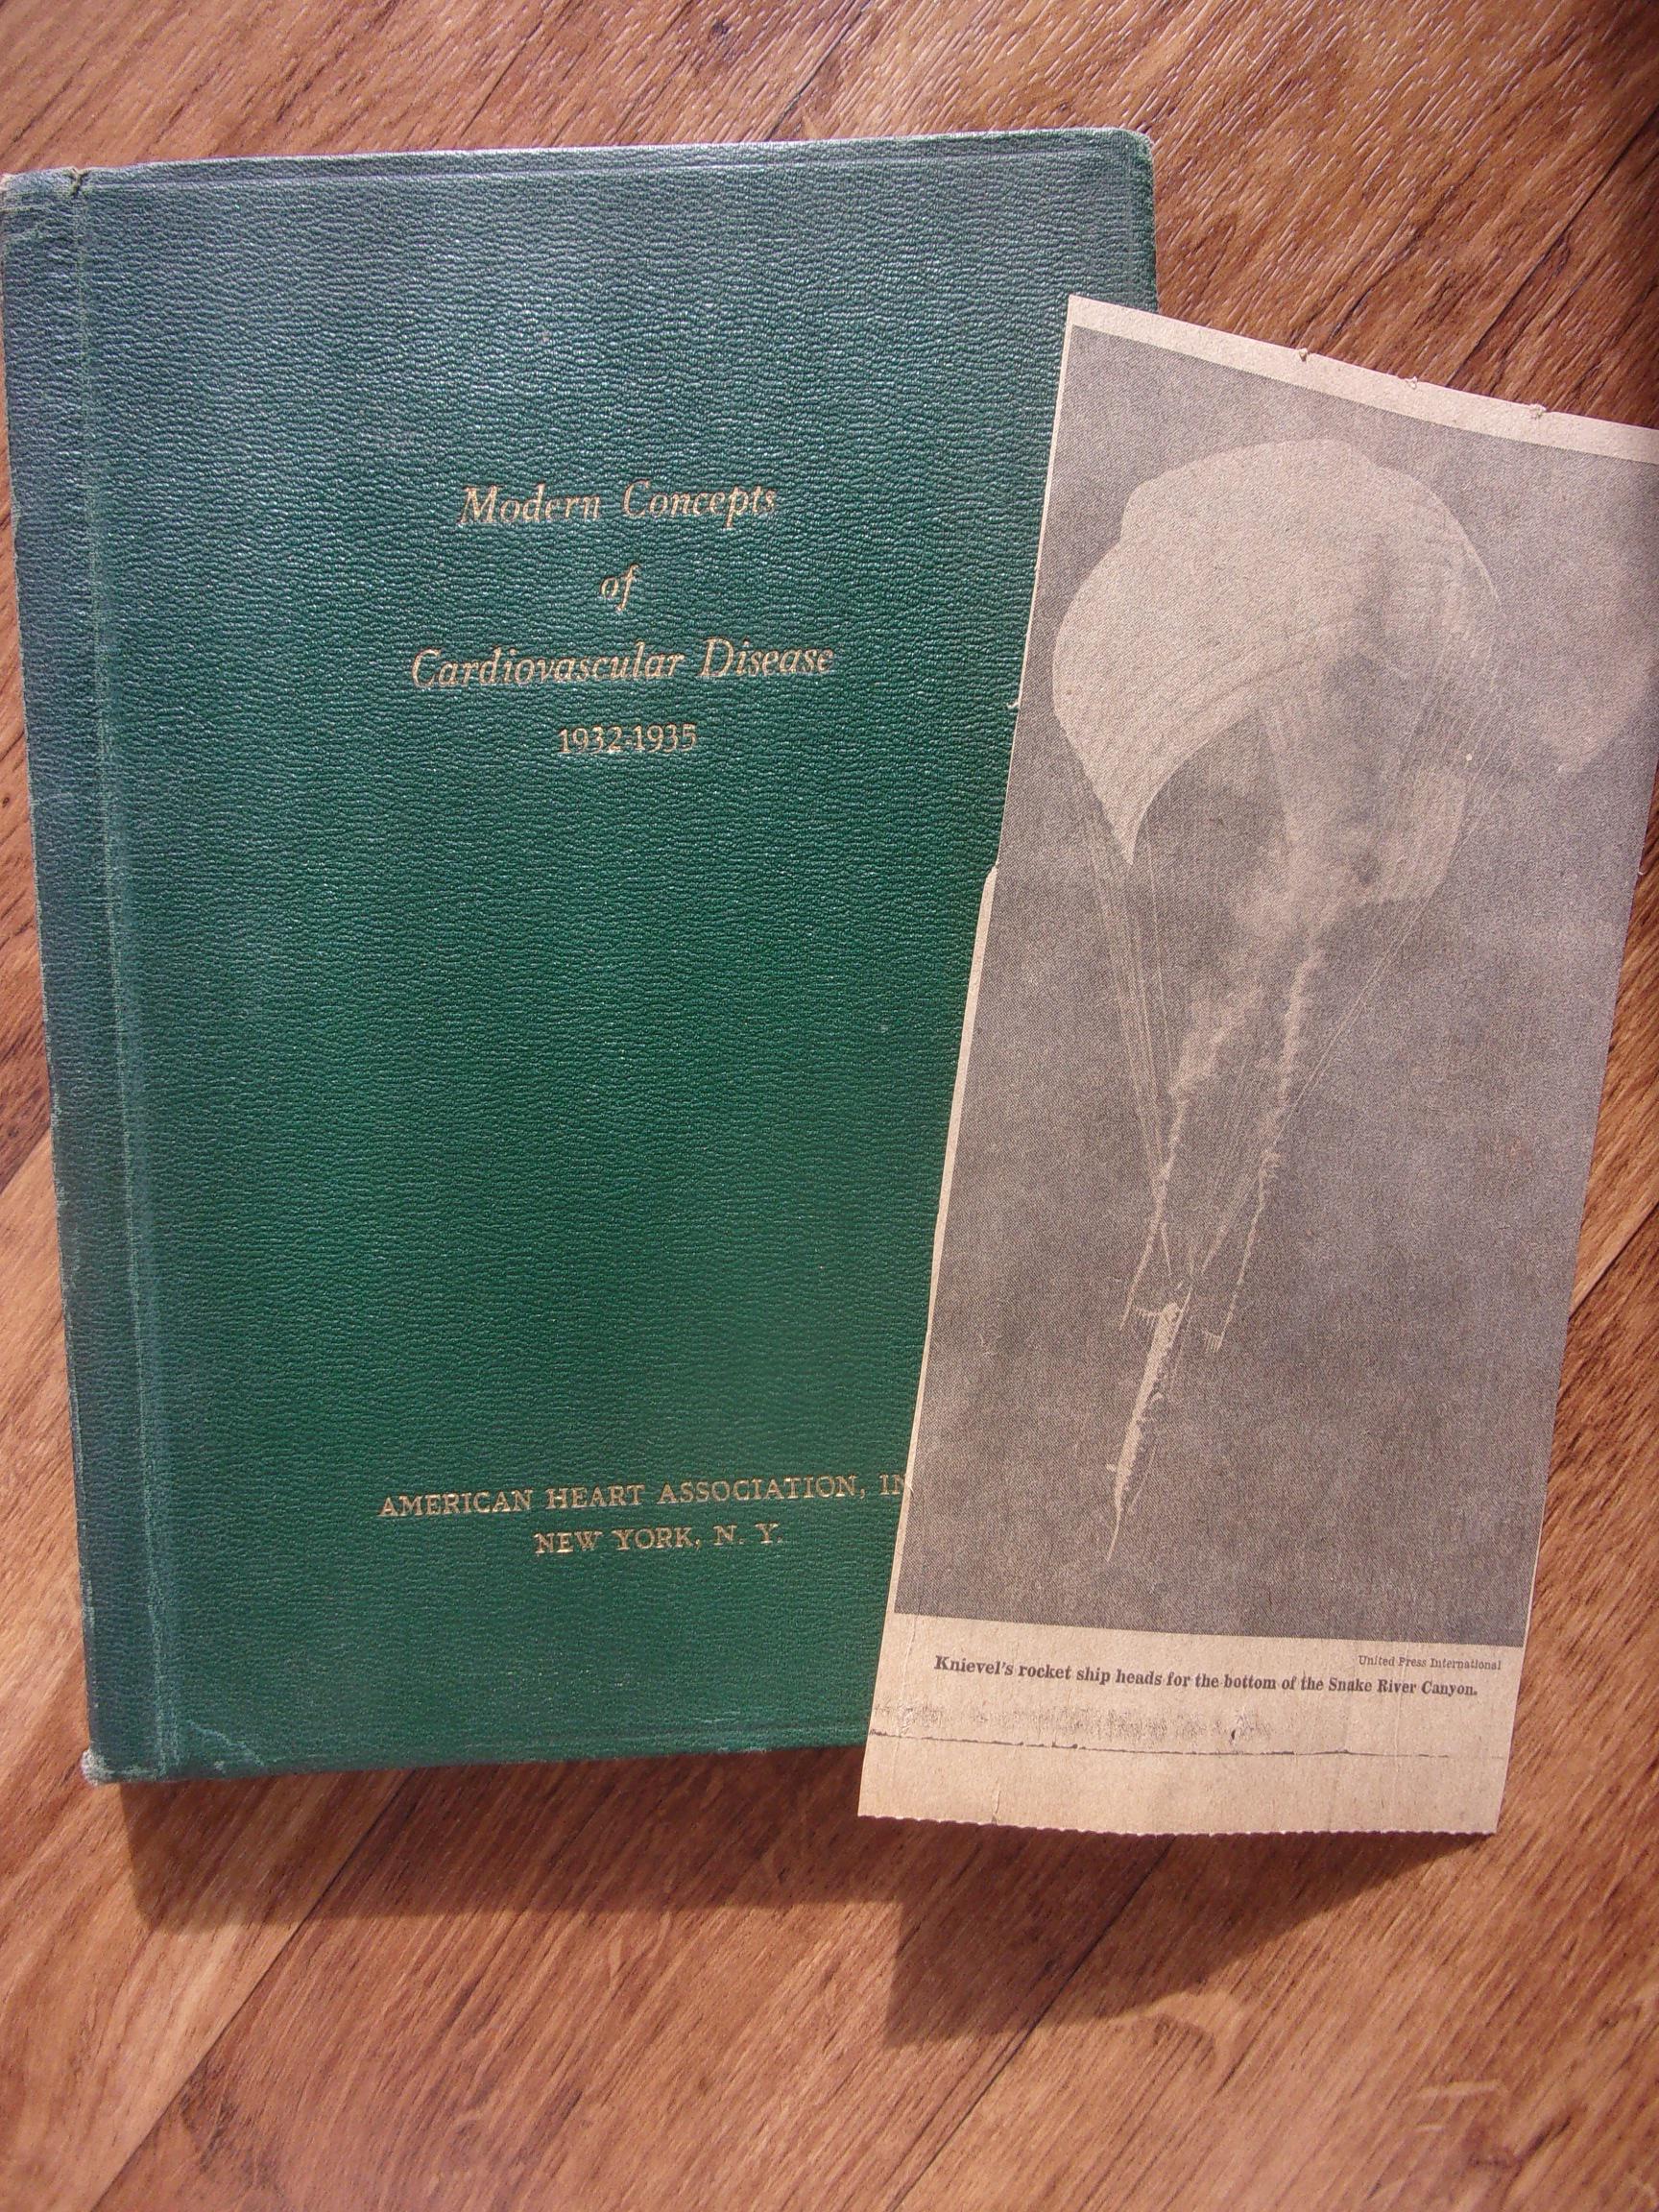 Modern Concepts
of
Cardiovascular Disease
1932-1935
AMERICAN HEART ASSOCIATION, IN
NEW YORK, N. Y.
United Press International
Knievel's rocket ship heads for the bottom of the Snake River Canyon.